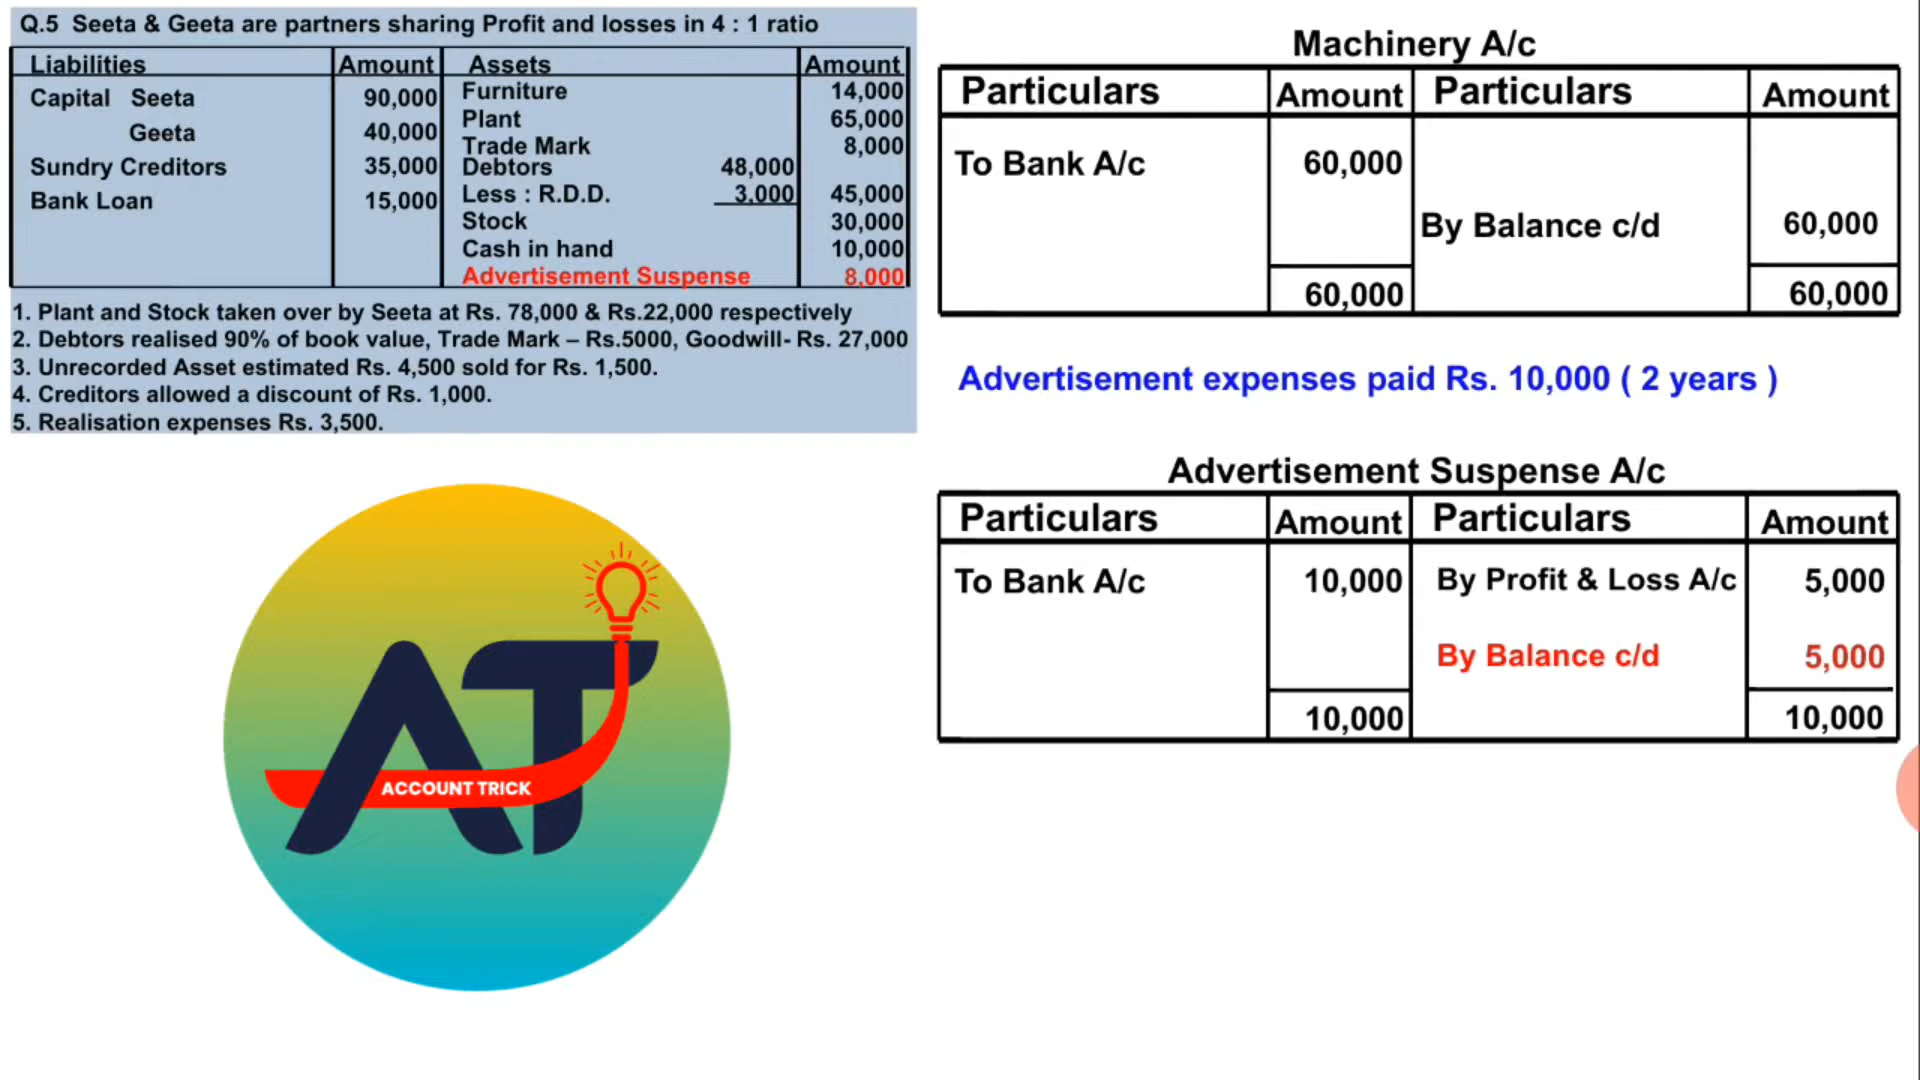 Q.5 Seeta & Geeta are partners sharing Profit and losses in 4 : 1 ratio
Liabilities Amount Assets Amount
Capital Seeta 90,000 Furniture 14,000
Plant 65,000
Geeta 40,000 Trade Mark 8,000
Sundry Creditors 35,000 Debtors 48,000
Bank Loan 15,000 Less : R.D.D. 3,000 45,000
Stock 30,000
Cash in hand 10,000
Advertisement Suspense 8,000
1. Plant and Stock taken over by Seeta at Rs. 78,000 & Rs.22,000 respectively
2. Debtors realised 90% of book value, Trade Mark – Rs.5000, Goodwill- Rs. 27,000
3. Unrecorded Asset estimated Rs. 4,500 sold for Rs. 1,500.
4. Creditors allowed a discount of Rs. 1,000.
5. Realisation expenses Rs. 3,500.
AT
ACCOUNT TRICK
Machinery A/c
Particulars Amount Particulars Amount
To Bank A/c 60,000
By Balance c/d 60,000
60,000 60,000
Advertisement expenses paid Rs. 10,000 ( 2 years )
Advertisement Suspense A/c
Particulars Amount Particulars Amount
To Bank A/c 10,000 By Profit & Loss A/c 5,000
By Balance c/d 5,000
10,000 10,000